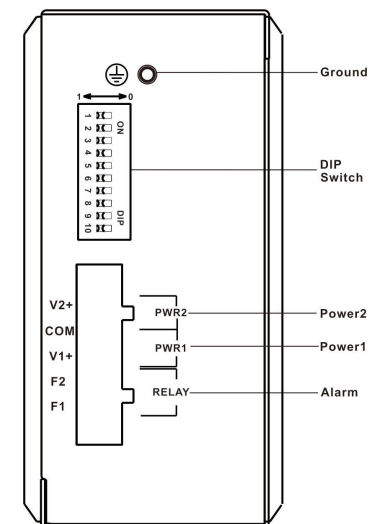 Ground
1 0
1 ON
2
3
4
5
6
7
8
9 DIP
10
DIP
Switch
V2+
PWR2
Power2
COM
V1+
PWR1
Power1
F2
RELAY
Alarm
F1